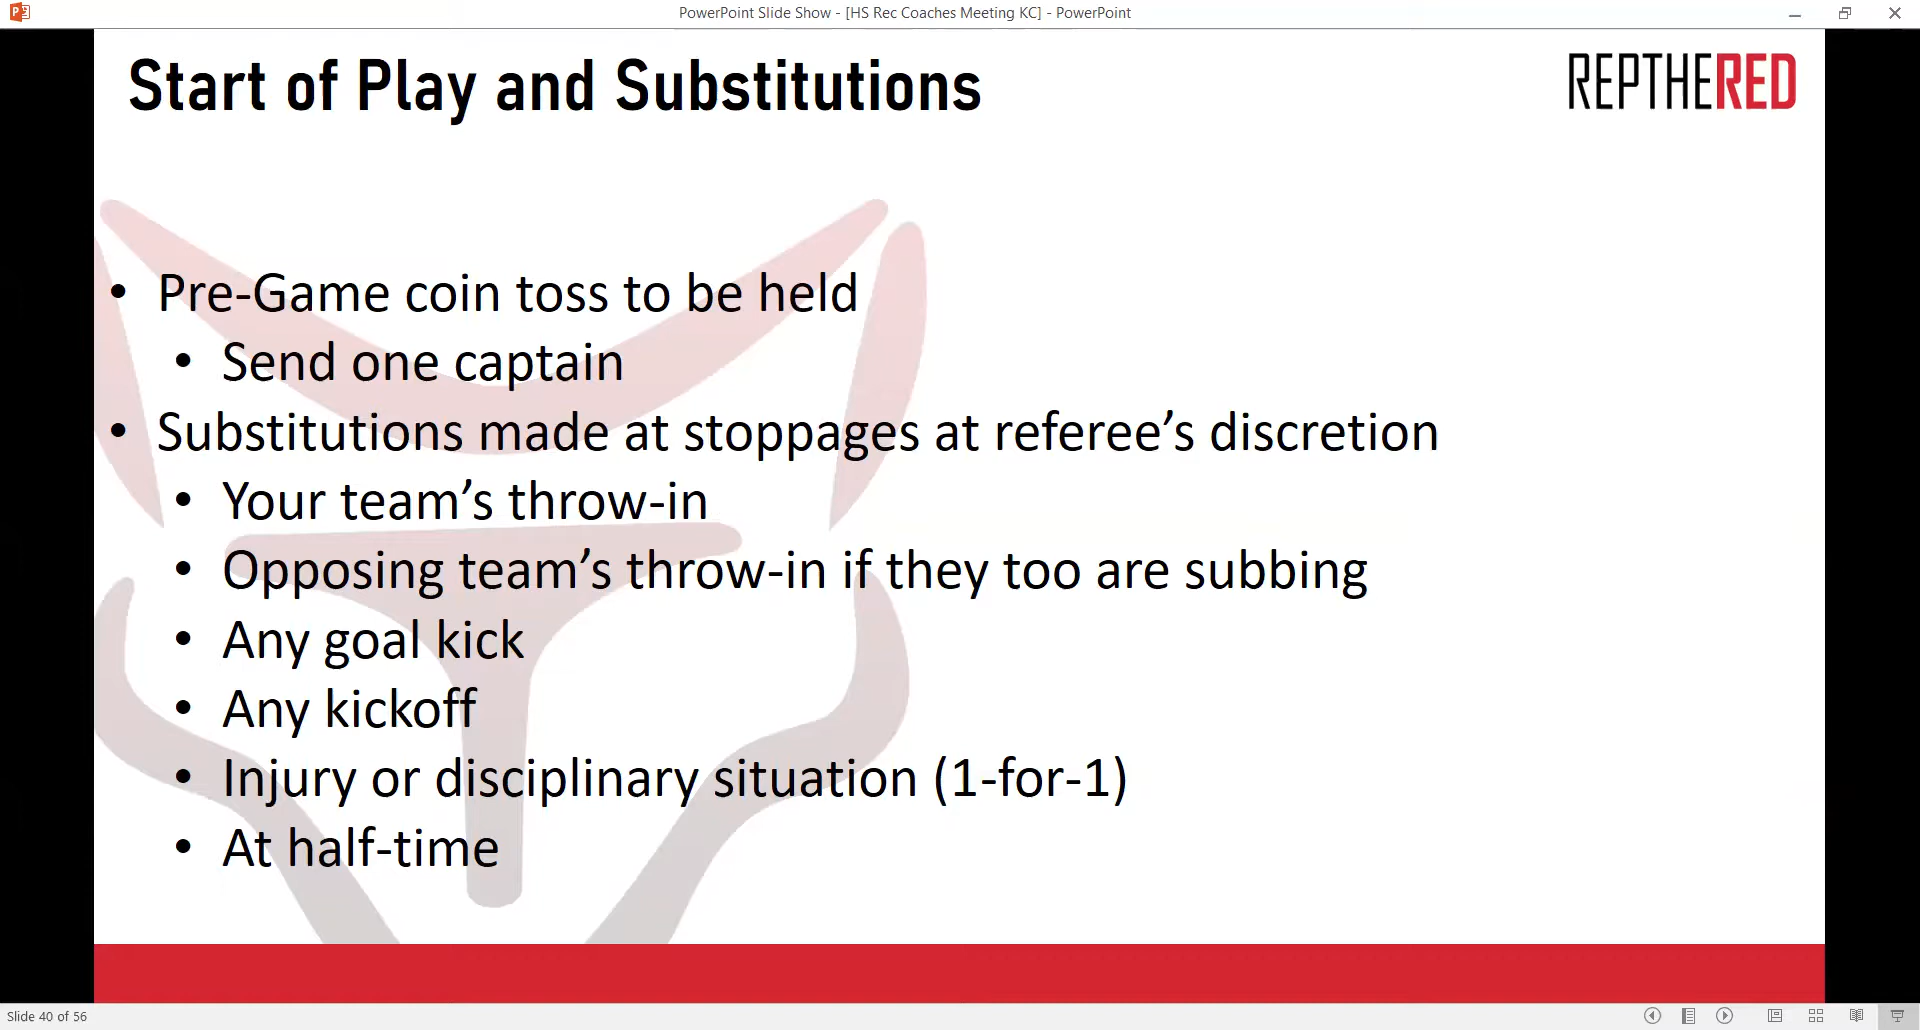 PowerPoint Slide Show - [HS Rec Coaches Meeting KC] - PowerPoint
Start of Play and Substitutions
REPTHERED
• Pre-Game coin toss to be held
• Send one captain
• Substitutions made at stoppages at referee’s discretion
• Your team’s throw-in
• Opposing team’s throw-in if they too are subbing
• Any goal kick
• Any kickoff
• Injury or disciplinary situation (1-for-1)
• At half-time
Slide 40 of 56